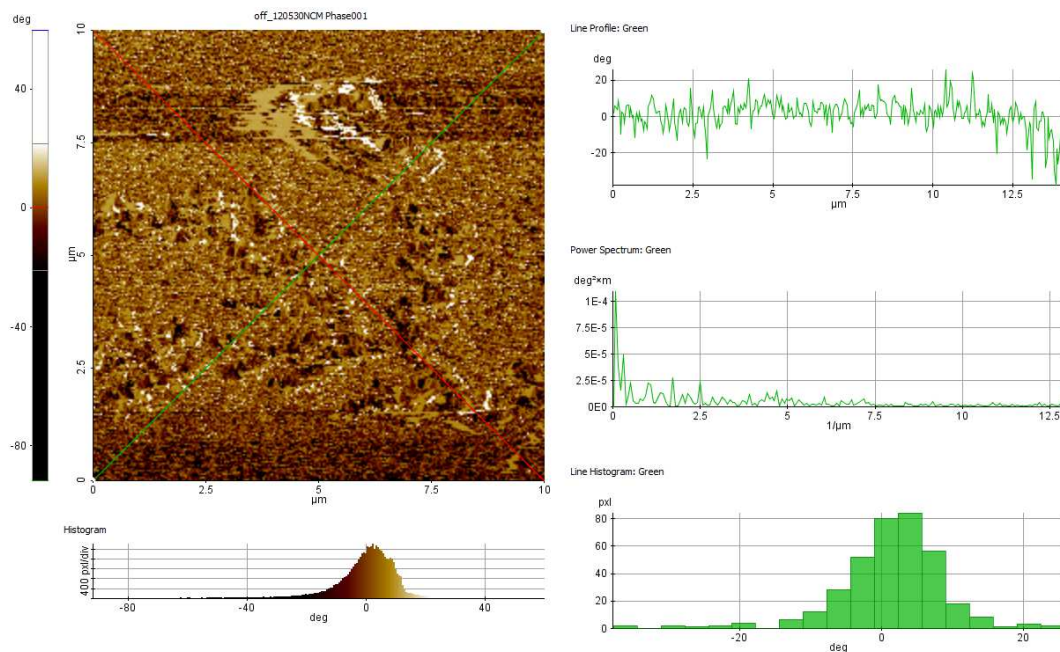 off_120530NCM Phase001
deg
40
0
-40
-80
10
7.5
5
2.5
0
µm
0 2.5 5 7.5 10
µm
Histogram
400 pxl/div
-80 -40 0 40
deg
Line Profile: Green
deg
20
0
-20
0 2.5 5 7.5 10 12.5
µm
Power Spectrum: Green
deg²×m
1E-4
7.5E-5
5E-5
2.5E-5
0E0
0 2.5 5 7.5 10 12.5
1/µm
Line Histogram: Green
pxl
80
60
40
20
0
-20 0 20
deg